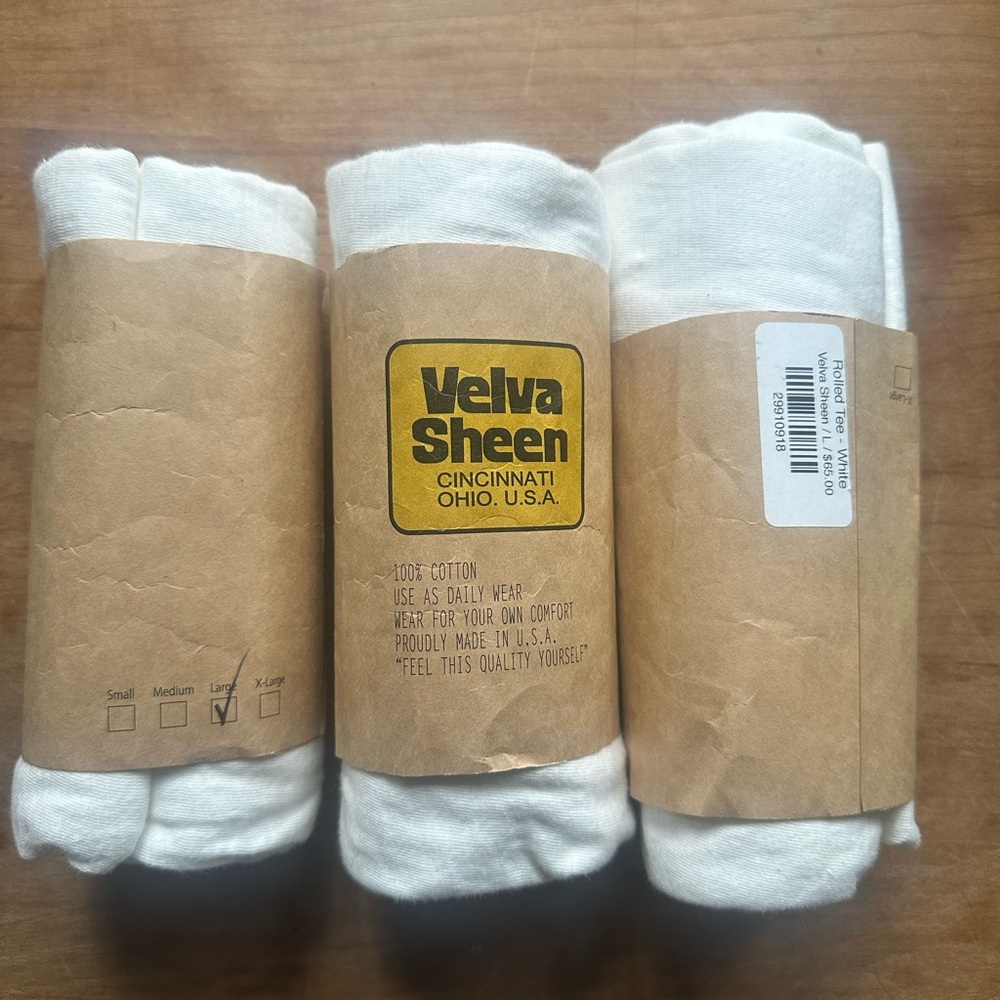 Small Medium Large X-Large
Velva
Sheen
CINCINNATI
OHIO. U.S.A.
100% COTTON
USE AS DAILY WEAR
WEAR FOR YOUR OWN COMFORT
PROUDLY MADE IN U.S.A.
“FEEL THIS QUALITY YOURSELF”
Rolled Tee - White
Velva Sheen / L / $65.00
29910918
X-Large